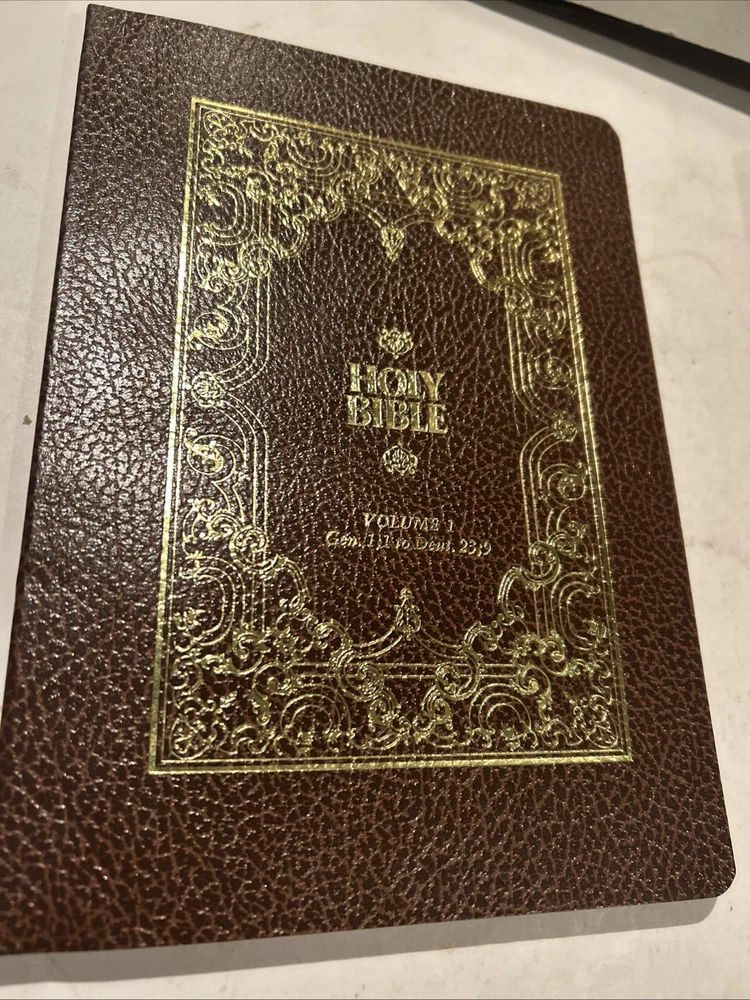 HOLY
BIBLE
VOLUME 1
Gen. 1;1 to Deut. 23;9